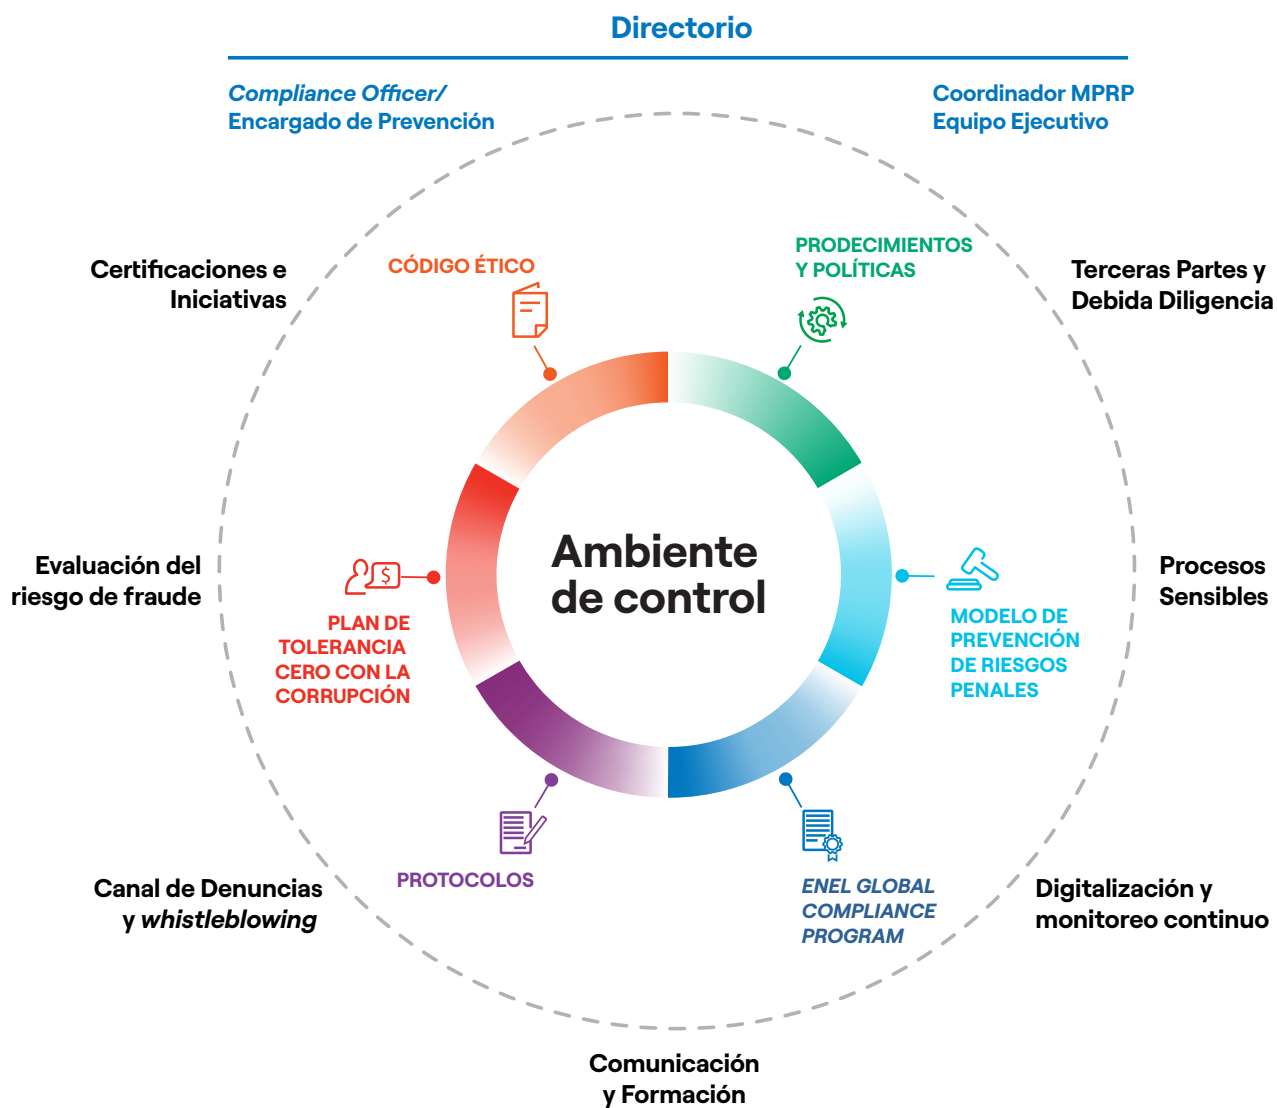 Directorio
Compliance Officer/
Encargado de Prevención
Coordinador MPRP
Equipo Ejecutivo
Certificaciones e
Iniciativas
CÓDIGO ÉTICO
PRODECIMIENTOS
Y POLÍTICAS
Terceras Partes y
Debida Diligencia
Ambiente
de control
Evaluación del
riesgo de fraude
$
PLAN DE
TOLERANCIA
CERO CON LA
CORRUPCIÓN
MODELO DE
PREVENCIÓN
DE RIESGOS
PENALES
Procesos
Sensibles
Canal de Denuncias
y whistleblowing
PROTOCOLOS
ENEL GLOBAL
COMPLIANCE
PROGRAM
Digitalización y
monitoreo continuo
Comunicación
y Formación